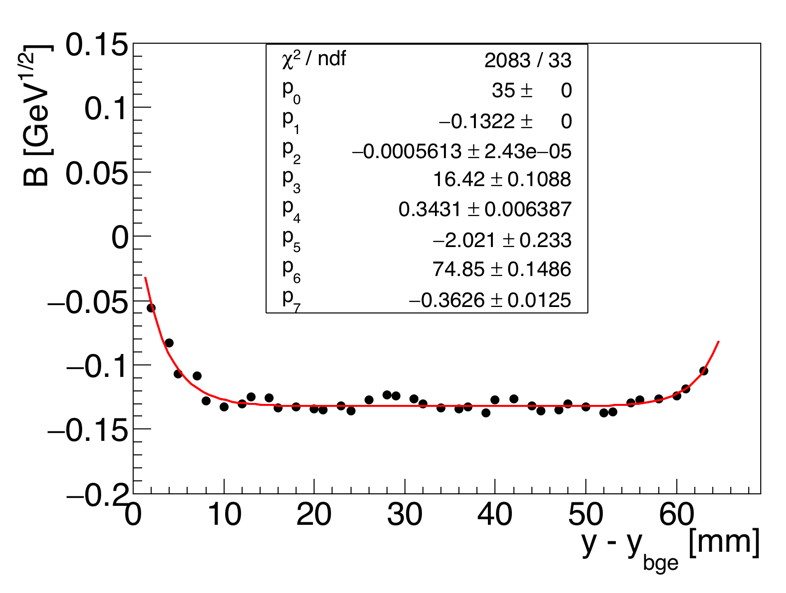 B [GeV^1/2]
0.15
0.1
0.05
0
−0.05
−0.1
−0.15
−0.2
χ² / ndf 2083 / 33
p₀ 35 ± 0
p₁ −0.1322 ± 0
p₂ −0.0005613 ± 2.43e−05
p₃ 16.42 ± 0.1088
p₄ 0.3431 ± 0.006387
p₅ −2.021 ± 0.233
p₆ 74.85 ± 0.1486
p₇ −0.3626 ± 0.0125
0 10 20 30 40 50 60
y - y_bge [mm]